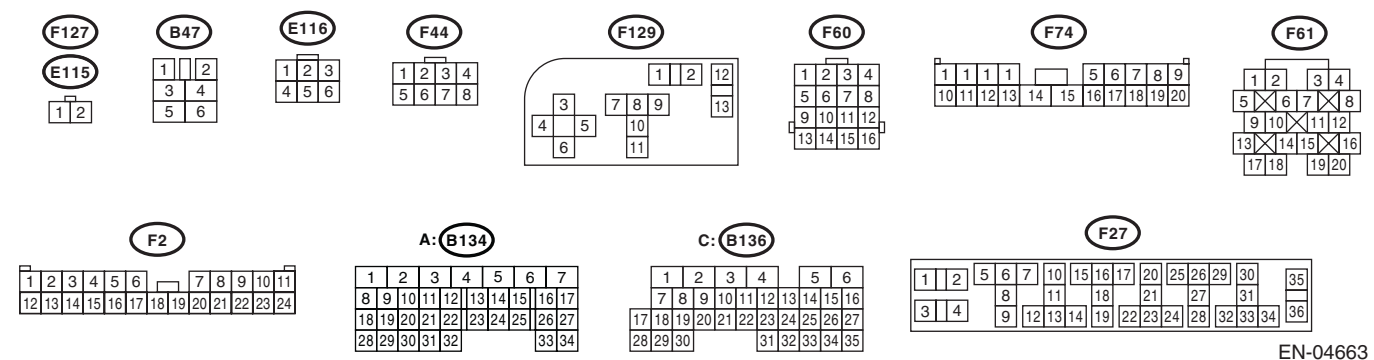 F127 B47 E116 F44 F129 F60 F74 F61
E115
1 2
1 2
3 4
5 6
1 2 3
4 5 6
1 2 3 4
5 6 7 8
1 2 12
3 7 8 9 13
4 5 10
6 11
1 2 3 4
5 6 7 8
9 10 11 12
13 14 15 16
1 1 1 1 5 6 7 8 9
10 11 12 13 14 15 16 17 18 19 20
1 2 3 4
5 6 7 8
9 10 11 12
13 14 15 16
17 18 19 20
F2 A: B134 C: B136 F27
1 2 3 4 5 6 7 8 9 10 11
12 13 14 15 16 17 18 19 20 21 22 23 24
1 2 3 4 5 6 7
8 9 10 11 12 13 14 15 16 17
18 19 20 21 22 23 24 25 26 27
28 29 30 31 32 33 34
1 2 3 4 5 6
7 8 9 10 11 12 13 14 15 16
17 18 19 20 21 22 23 24 25 26 27
28 29 30 31 32 33 34 35
1 2 5 6 7 10 15 16 17 20 25 26 29 30 35
8 11 18 21 27 31
3 4 9 12 13 14 19 22 23 24 28 32 33 34 36
EN-04663